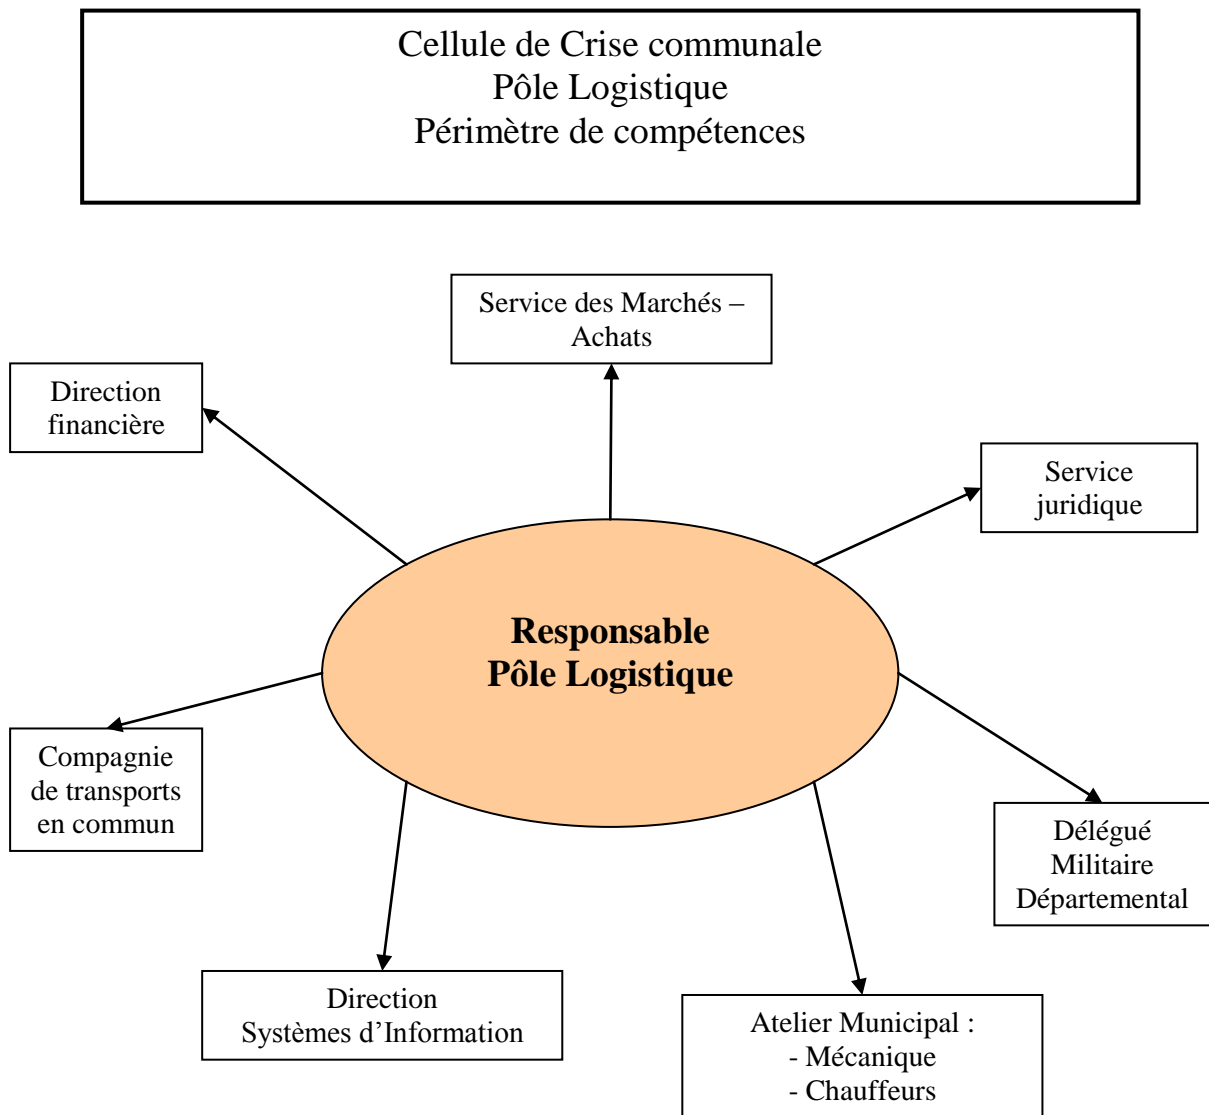 Cellule de Crise communale
Pôle Logistique
Périmètre de compétences
Service des Marchés –
Achats
Direction
financière
Service
juridique
Responsable
Pôle Logistique
Compagnie
de transports
en commun
Délégué
Militaire
Départemental
Direction
Systèmes d’Information
Atelier Municipal :
- Mécanique
- Chauffeurs